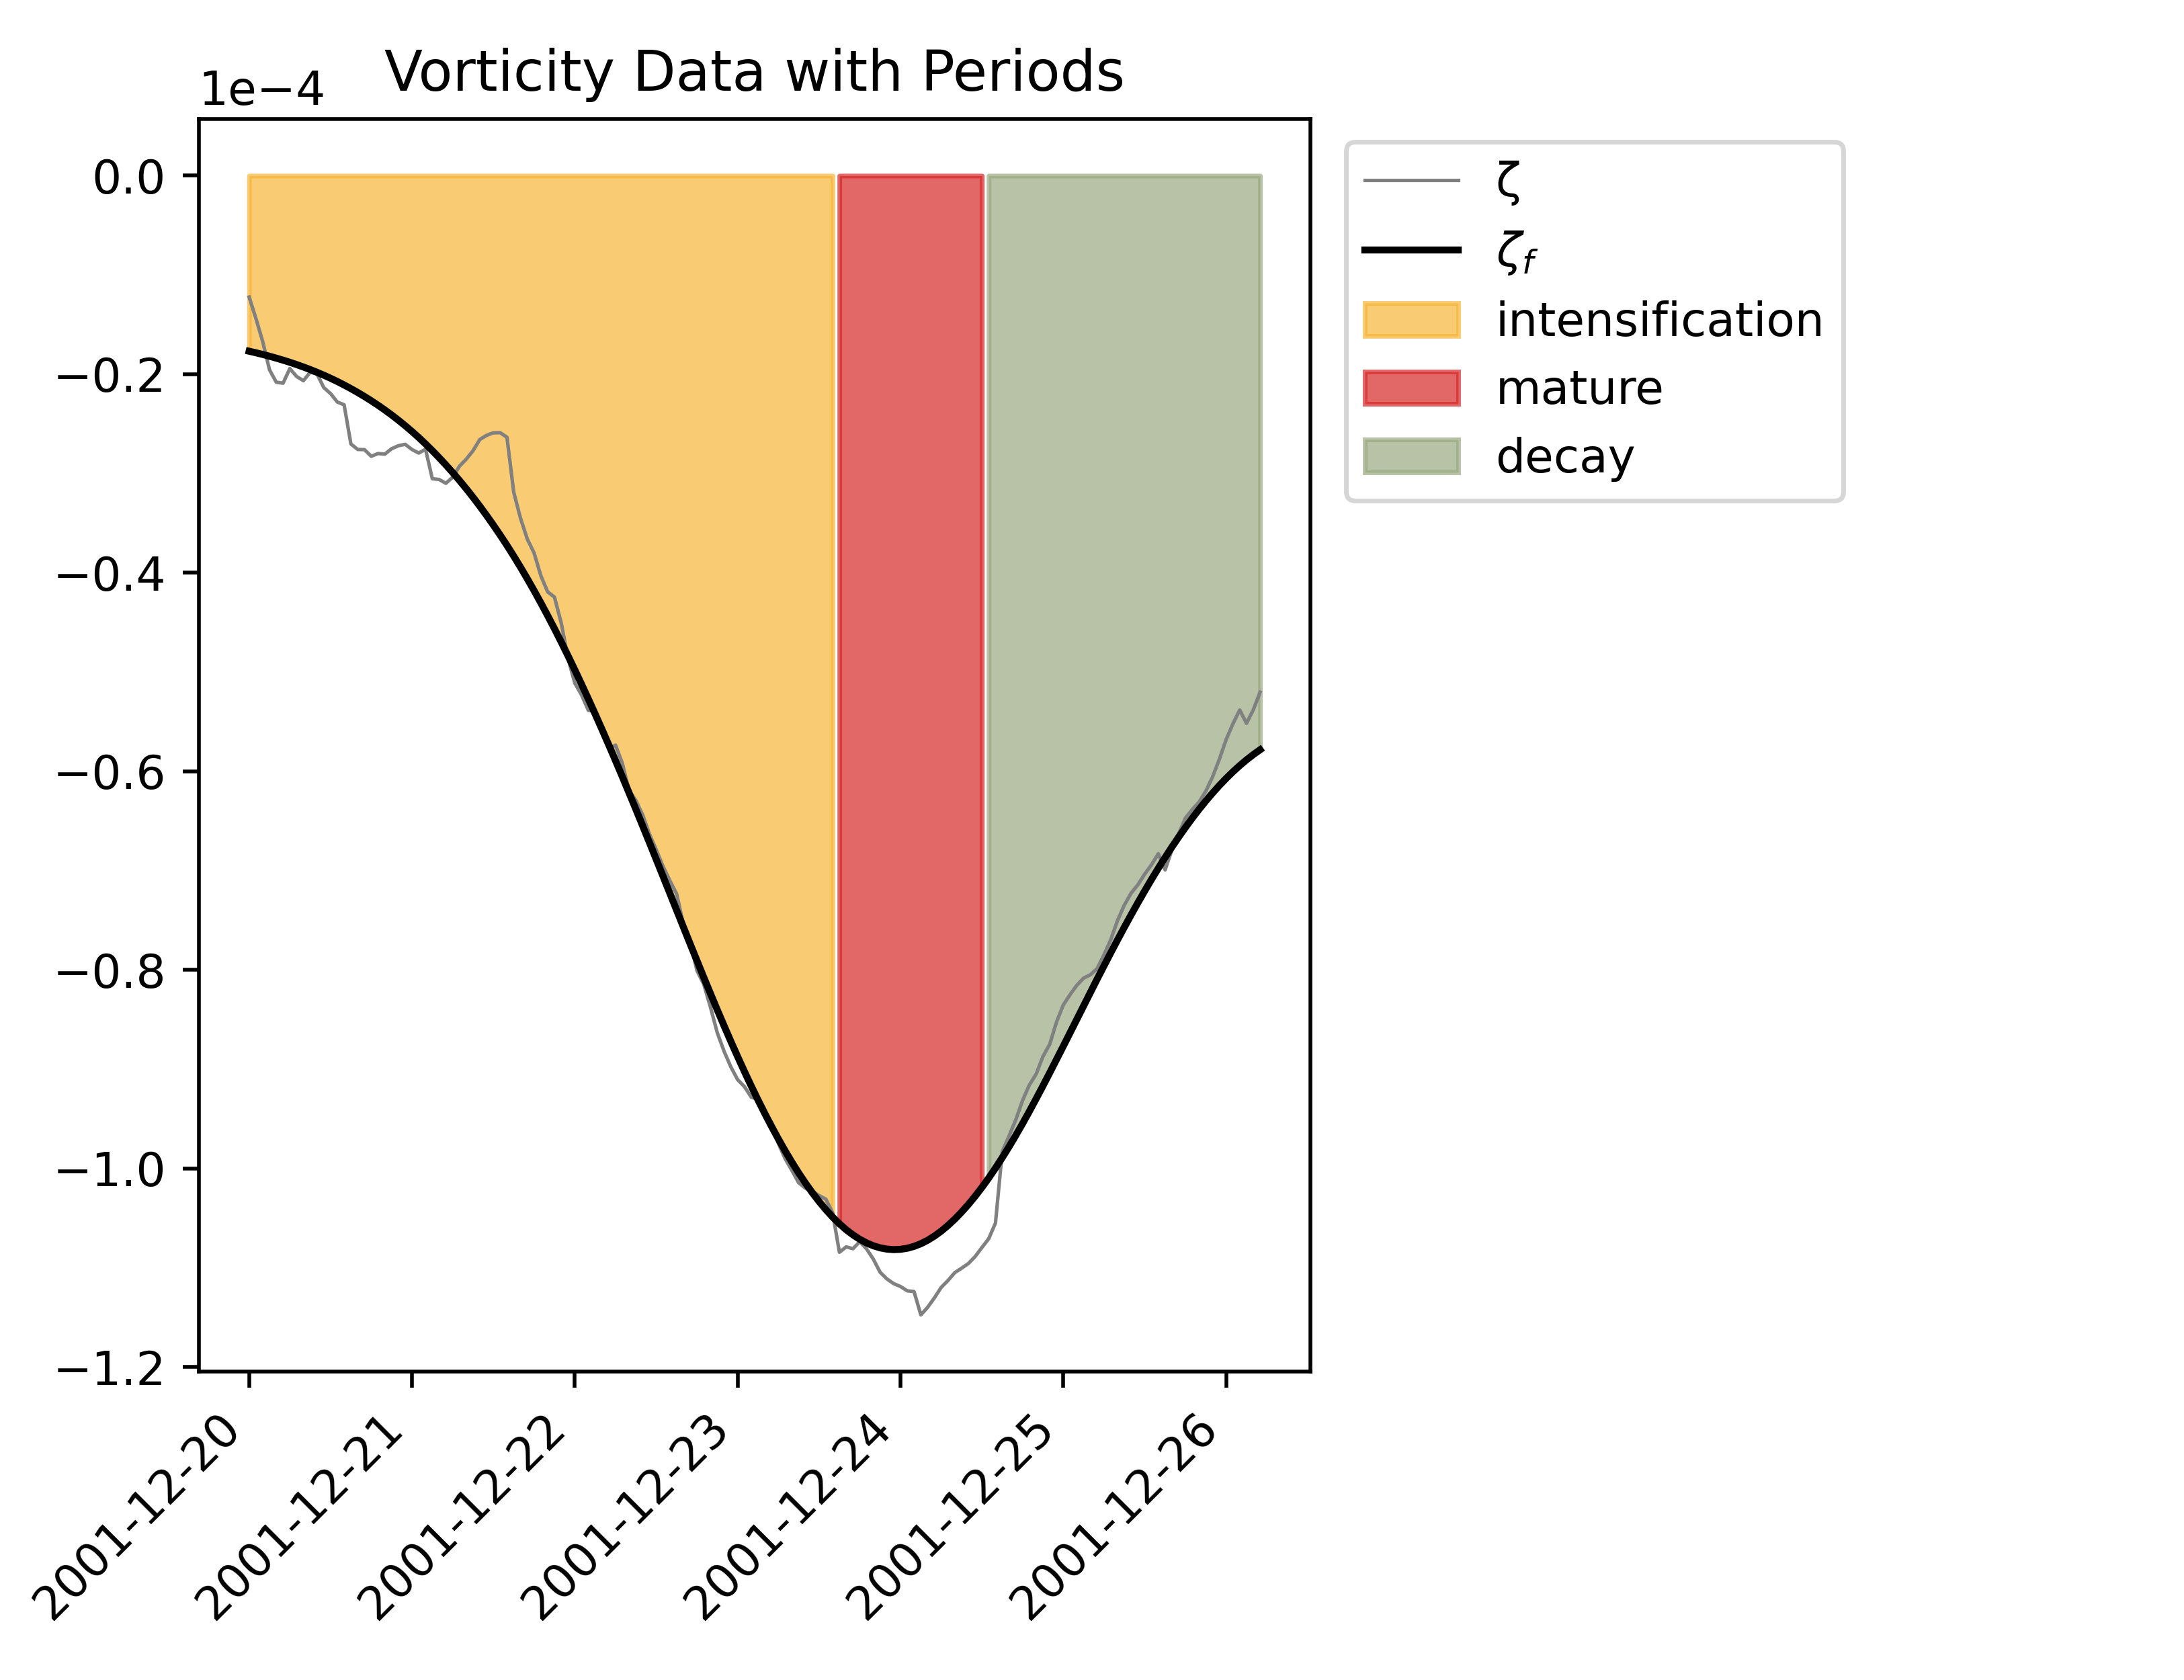 Vorticity Data with Periods
1e−4
0.0
−0.2
−0.4
−0.6
−0.8
−1.0
−1.2
2001-12-20
2001-12-21
2001-12-22
2001-12-23
2001-12-24
2001-12-25
2001-12-26
ζ
ζf
intensification
mature
decay